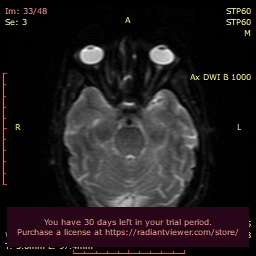 Im: 33/48
Se: 3
STP60
STP60
M
A
Ax DWI B 1000
R
L
You have 30 days left in your trial period.
Purchase a license at https://radiantviewer.com/store/